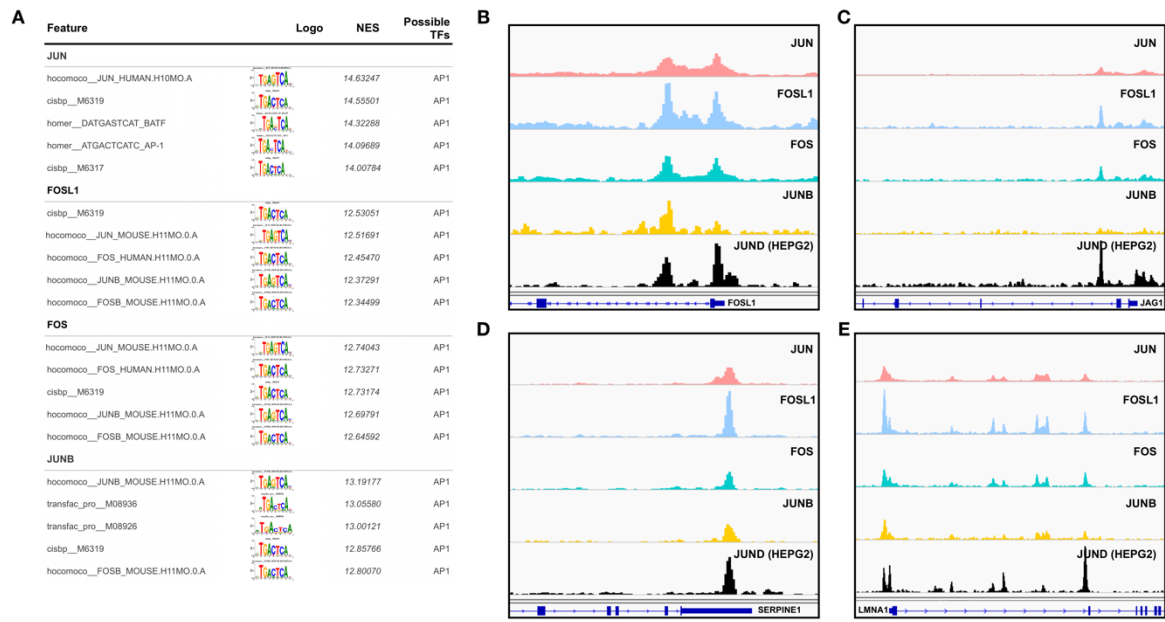 A
Feature Logo NES Possible TFs
JUN
hocomoco__JUN_HUMAN.H10MO.A 14.63247 AP1
cisbp__M6319 14.55501 AP1
homer__DATGASTCAT_BATF 14.32288 AP1
homer__ATGACTCATC_AP-1 14.09689 AP1
cisbp__M6317 14.00784 AP1
FOSL1
cisbp__M6319 12.53051 AP1
hocomoco__JUN_MOUSE.H11MO.0.A 12.51691 AP1
hocomoco__FOS_HUMAN.H11MO.0.A 12.45470 AP1
hocomoco__JUNB_MOUSE.H11MO.0.A 12.37291 AP1
hocomoco__FOSB_MOUSE.H11MO.0.A 12.34499 AP1
FOS
hocomoco__JUN_MOUSE.H11MO.0.A 12.74043 AP1
hocomoco__FOS_HUMAN.H11MO.0.A 12.73271 AP1
cisbp__M6319 12.73174 AP1
hocomoco__JUNB_MOUSE.H11MO.0.A 12.69791 AP1
hocomoco__FOSB_MOUSE.H11MO.0.A 12.64592 AP1
JUNB
hocomoco__JUNB_MOUSE.H11MO.0.A 13.19177 AP1
transfac_pro__M08936 13.05580 AP1
transfac_pro__M08926 13.00121 AP1
cisbp__M6319 12.85766 AP1
hocomoco__FOSB_MOUSE.H11MO.0.A 12.80070 AP1
B
JUN
FOSL1
FOS
JUNB
JUND (HEPG2)
FOSL1
C
JUN
FOSL1
FOS
JUNB
JUND (HEPG2)
JAG1
D
JUN
FOSL1
FOS
JUNB
JUND (HEPG2)
SERPINE1
E
JUN
FOSL1
FOS
JUNB
JUND (HEPG2)
LMNA1